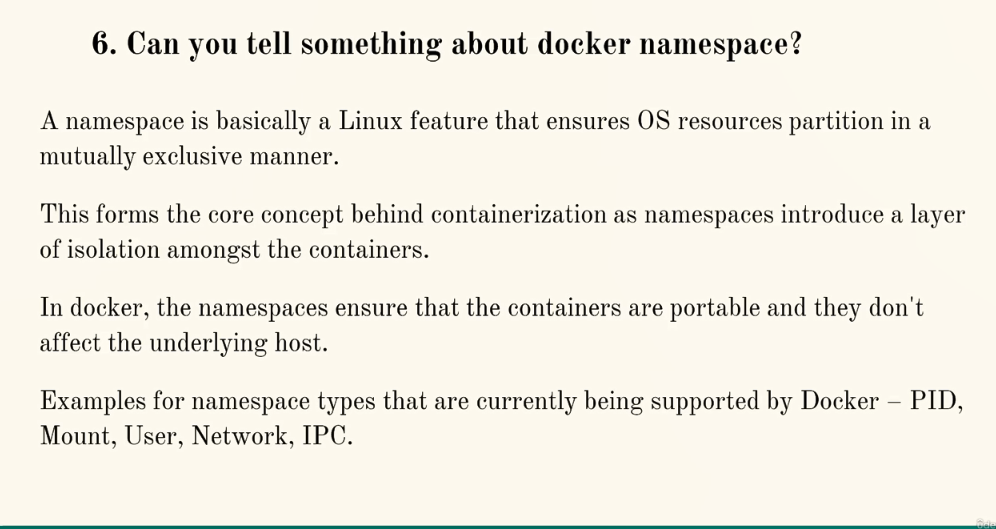 6. Can you tell something about docker namespace?
A namespace is basically a Linux feature that ensures OS resources partition in a
mutually exclusive manner.
This forms the core concept behind containerization as namespaces introduce a layer
of isolation amongst the containers.
In docker, the namespaces ensure that the containers are portable and they don't
affect the underlying host.
Examples for namespace types that are currently being supported by Docker – PID,
Mount, User, Network, IPC.